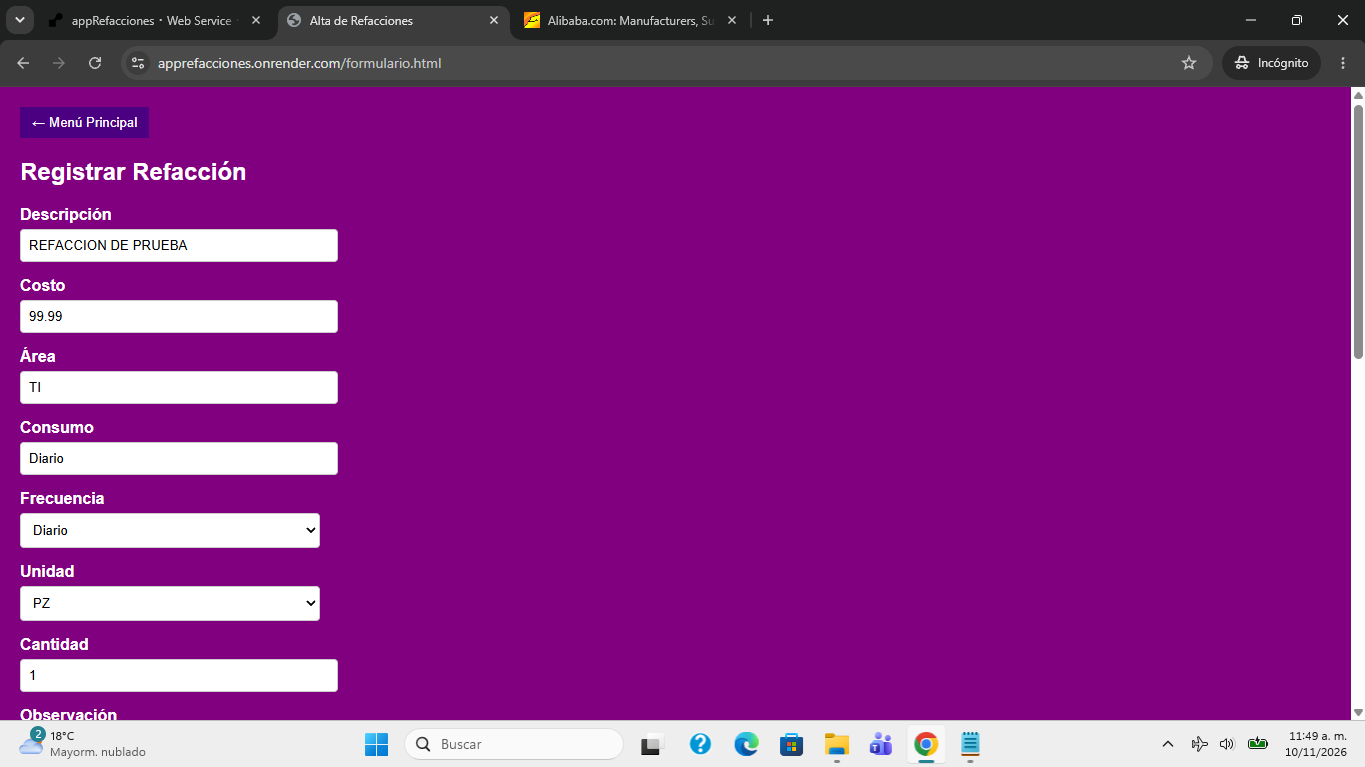 appRefacciones · Web Service
Alta de Refacciones
Alibaba.com: Manufacturers, Su
apprefacciones.onrender.com/formulario.html
Incógnito
← Menú Principal
Registrar Refacción
Descripción
REFACCION DE PRUEBA
Costo
99.99
Área
TI
Consumo
Diario
Frecuencia
Diario
Unidad
PZ
Cantidad
1
Observación
2
18°C
Mayorm. nublado
Buscar
11:49 a. m.
10/11/2026